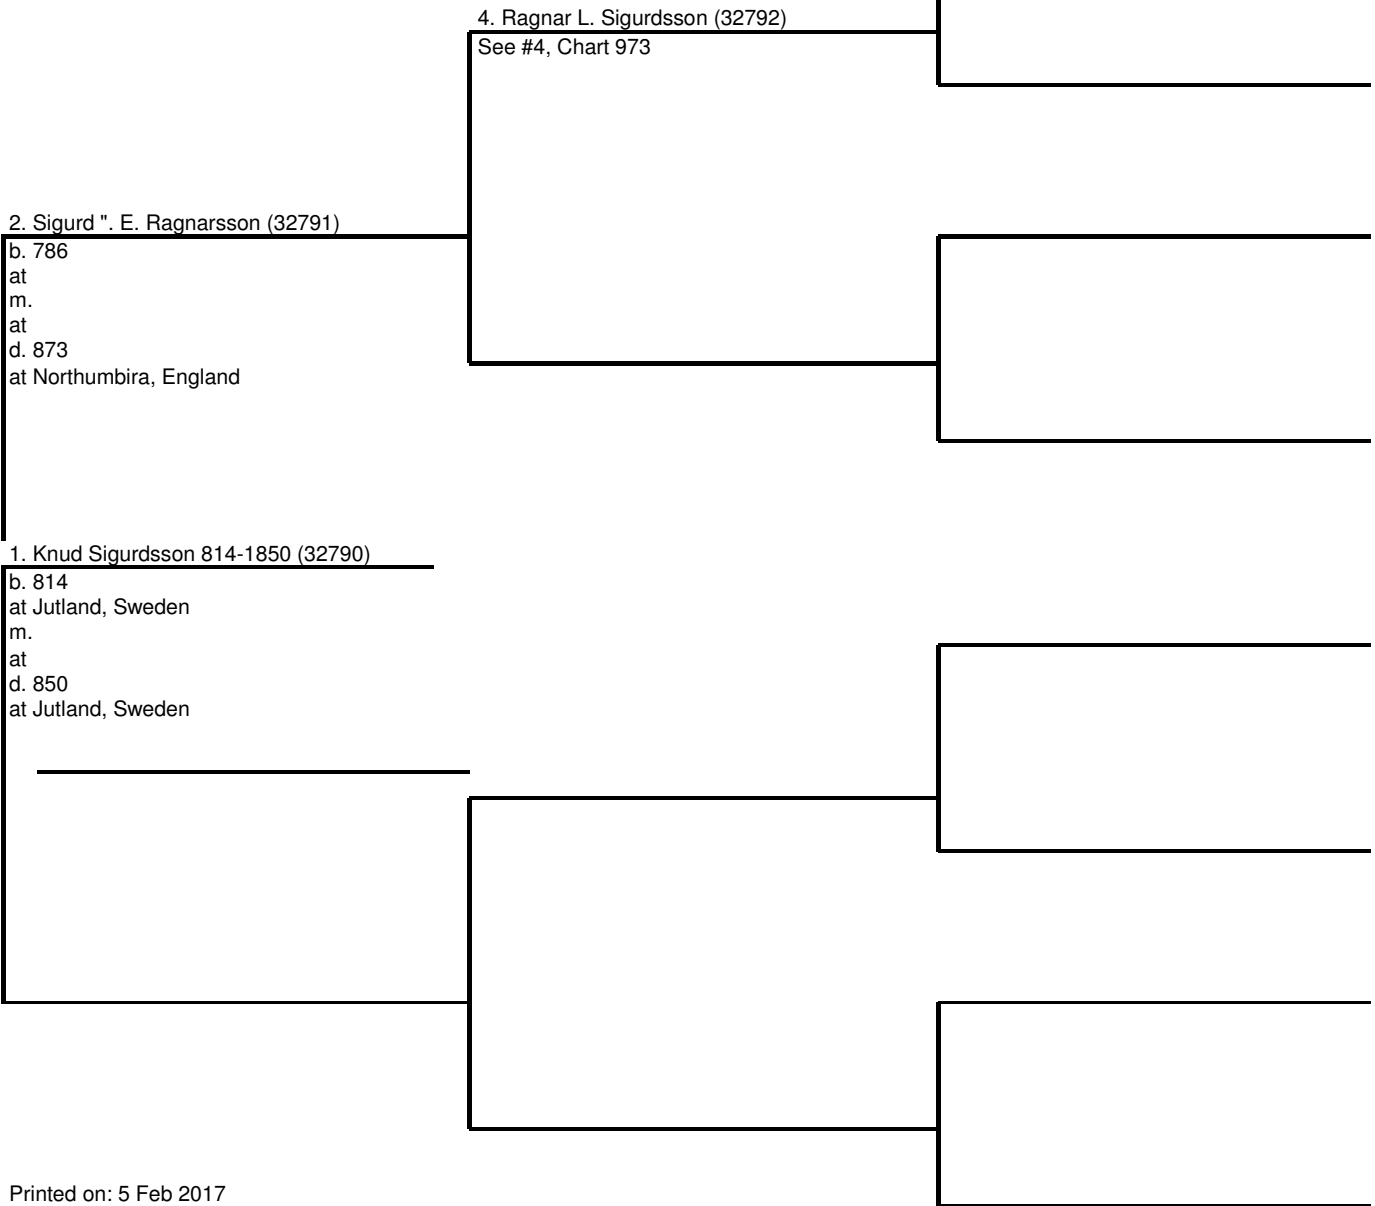 4. Ragnar L. Sigurdsson (32792)
See #4, Chart 973
2. Sigurd ". E. Ragnarsson (32791)
b. 786
at
m.
at
d. 873
at Northumbira, England
1. Knud Sigurdsson 814-1850 (32790)
b. 814
at Jutland, Sweden
m.
at
d. 850
at Jutland, Sweden
Printed on: 5 Feb 2017